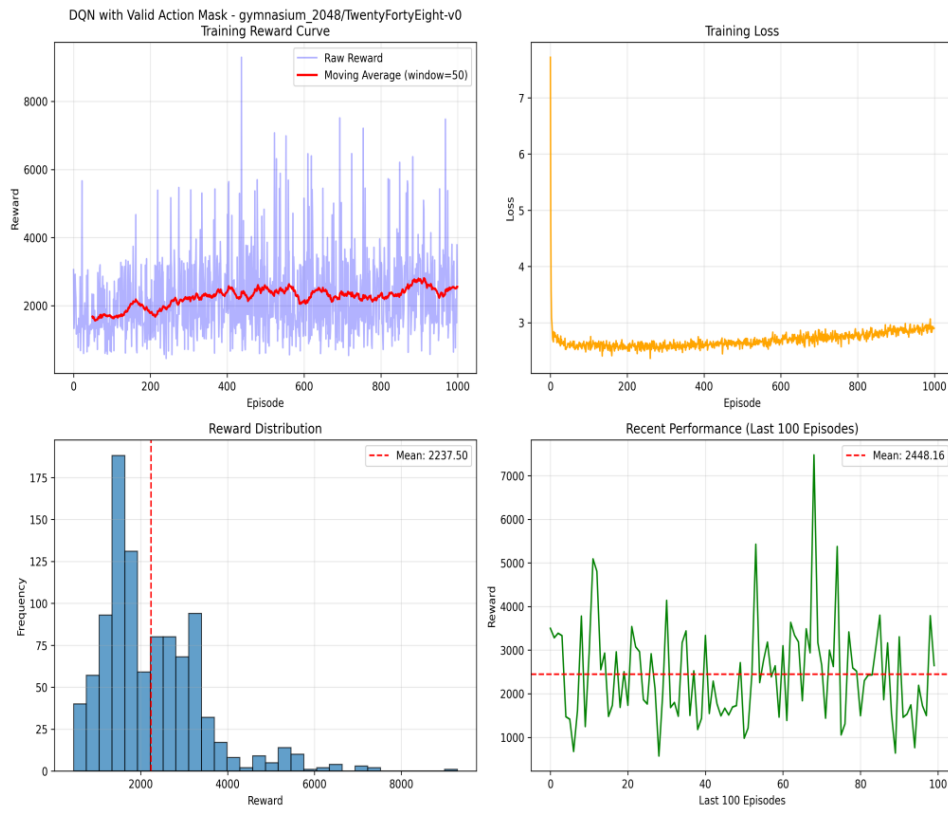 DQN with Valid Action Mask - gymnasium_2048/TwentyFortyEight-v0
Training Reward Curve
Raw Reward
Moving Average (window=50)
Reward
8000
6000
4000
2000
0
200
400
600
800
1000
Episode
Training Loss
Loss
7
6
5
4
3
0
200
400
600
800
1000
Episode
Reward Distribution
Mean: 2237.50
Frequency
175
150
125
100
75
50
25
0
2000
4000
6000
8000
Reward
Recent Performance (Last 100 Episodes)
Mean: 2448.16
Reward
7000
6000
5000
4000
3000
2000
1000
0
20
40
60
80
100
Last 100 Episodes